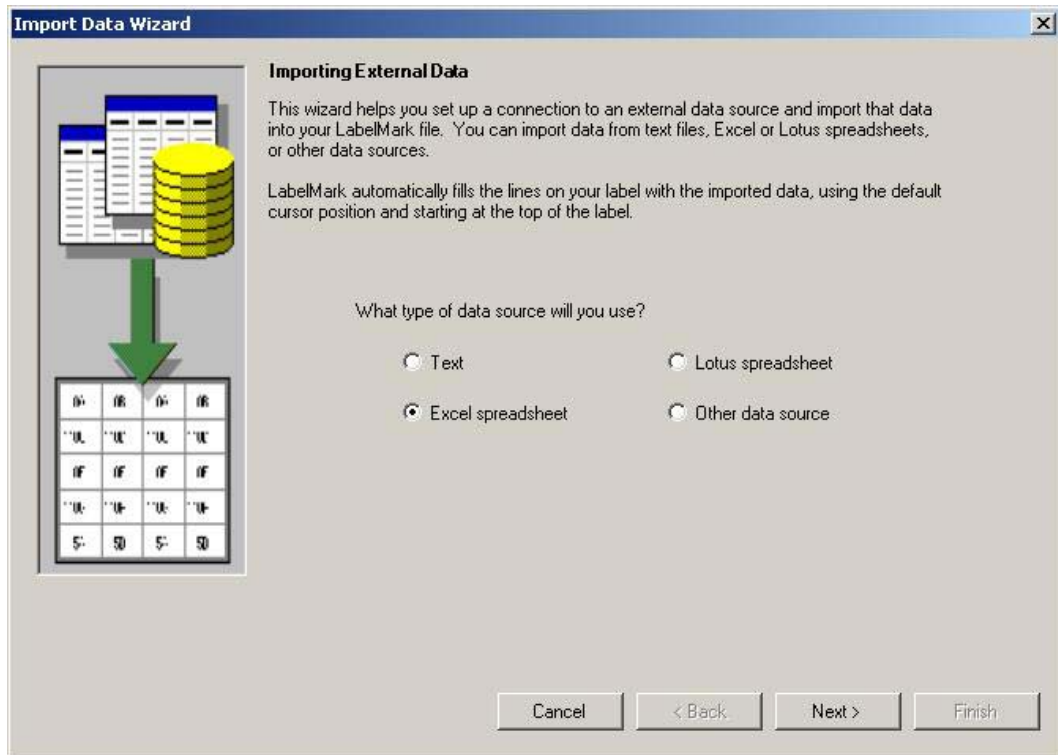 Import Data Wizard
Importing External Data
This wizard helps you set up a connection to an external data source and import that data
into your LabelMark file. You can import data from text files, Excel or Lotus spreadsheets,
or other data sources.
LabelMark automatically fills the lines on your label with the imported data, using the default
cursor position and starting at the top of the label.
What type of data source will you use?
Text
Lotus spreadsheet
Excel spreadsheet
Other data source
Cancel
< Back
Next >
Finish